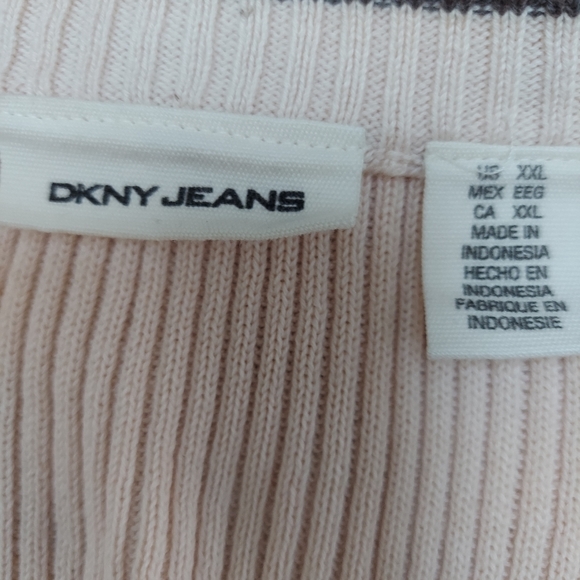 DKNY JEANS
US XXL
MEX EEG
CA XXL
MADE IN
INDONESIA
HECHO EN
INDONESIA
FABRIQUE EN
INDONESIE